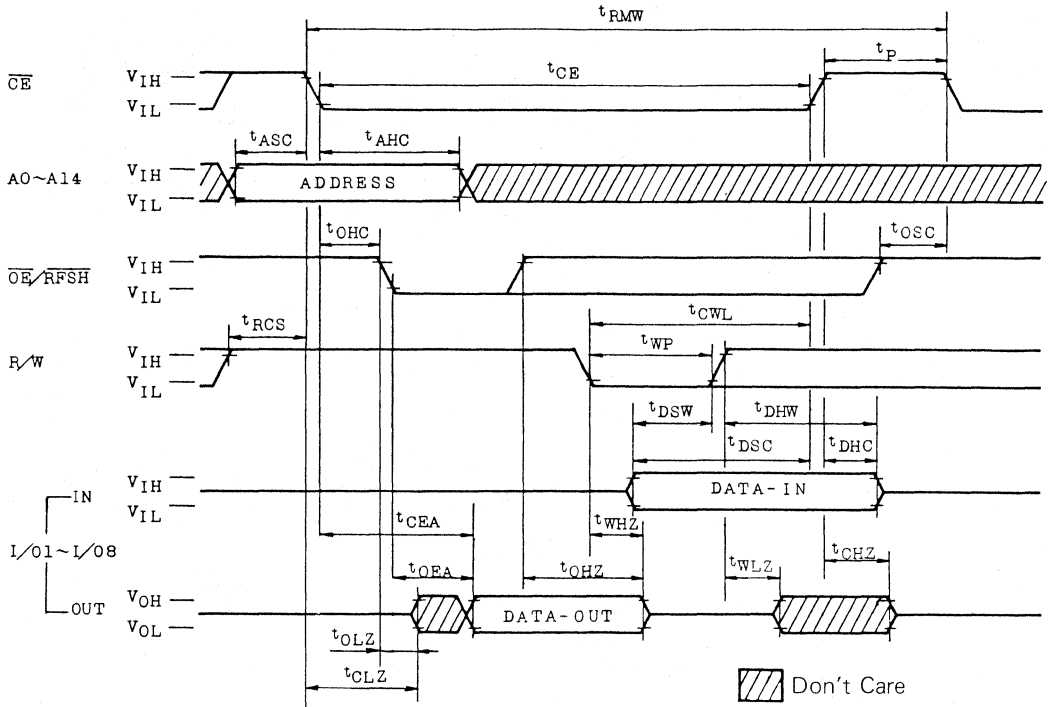 tRMW
tP
tCE
CE VIH
VIL
tASC tAHC
A0~A14 VIH
VIL
ADDRESS
tOHC tOSC
OE/RFSH VIH
VIL
tCWL
tRCS tWP
R/W VIH
VIL
tDSW tDHW
tDSC tDHC
IN VIH
VIL
DATA-IN
tCEA tWHZ tCHZ
I/O1~I/O8
tOEA tOHZ tWLZ
OUT VOH
VOL
DATA-OUT
tOLZ
tCLZ
Don't Care